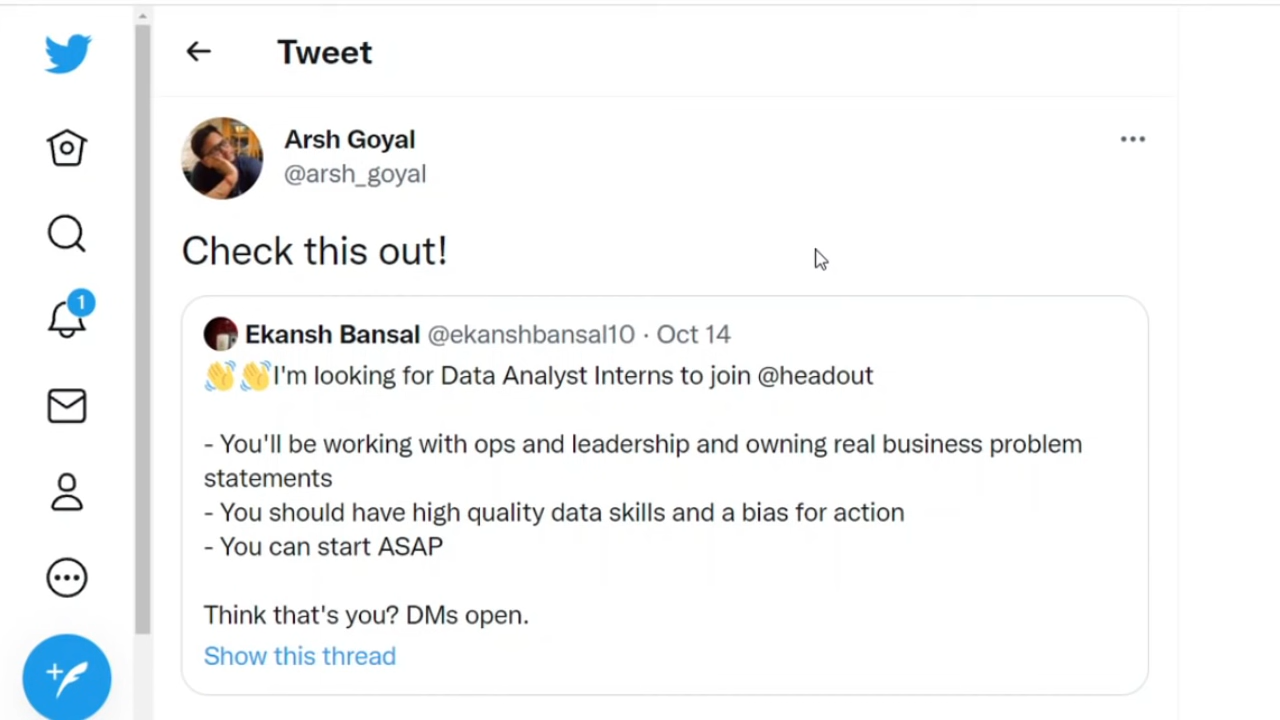 Tweet
Arsh Goyal
@arsh_goyal
Check this out!
1
Ekansh Bansal @ekanshbansal10 · Oct 14
👋👋I'm looking for Data Analyst Interns to join @headout
- You'll be working with ops and leadership and owning real business problem
statements
- You should have high quality data skills and a bias for action
- You can start ASAP
Think that's you? DMs open.
Show this thread